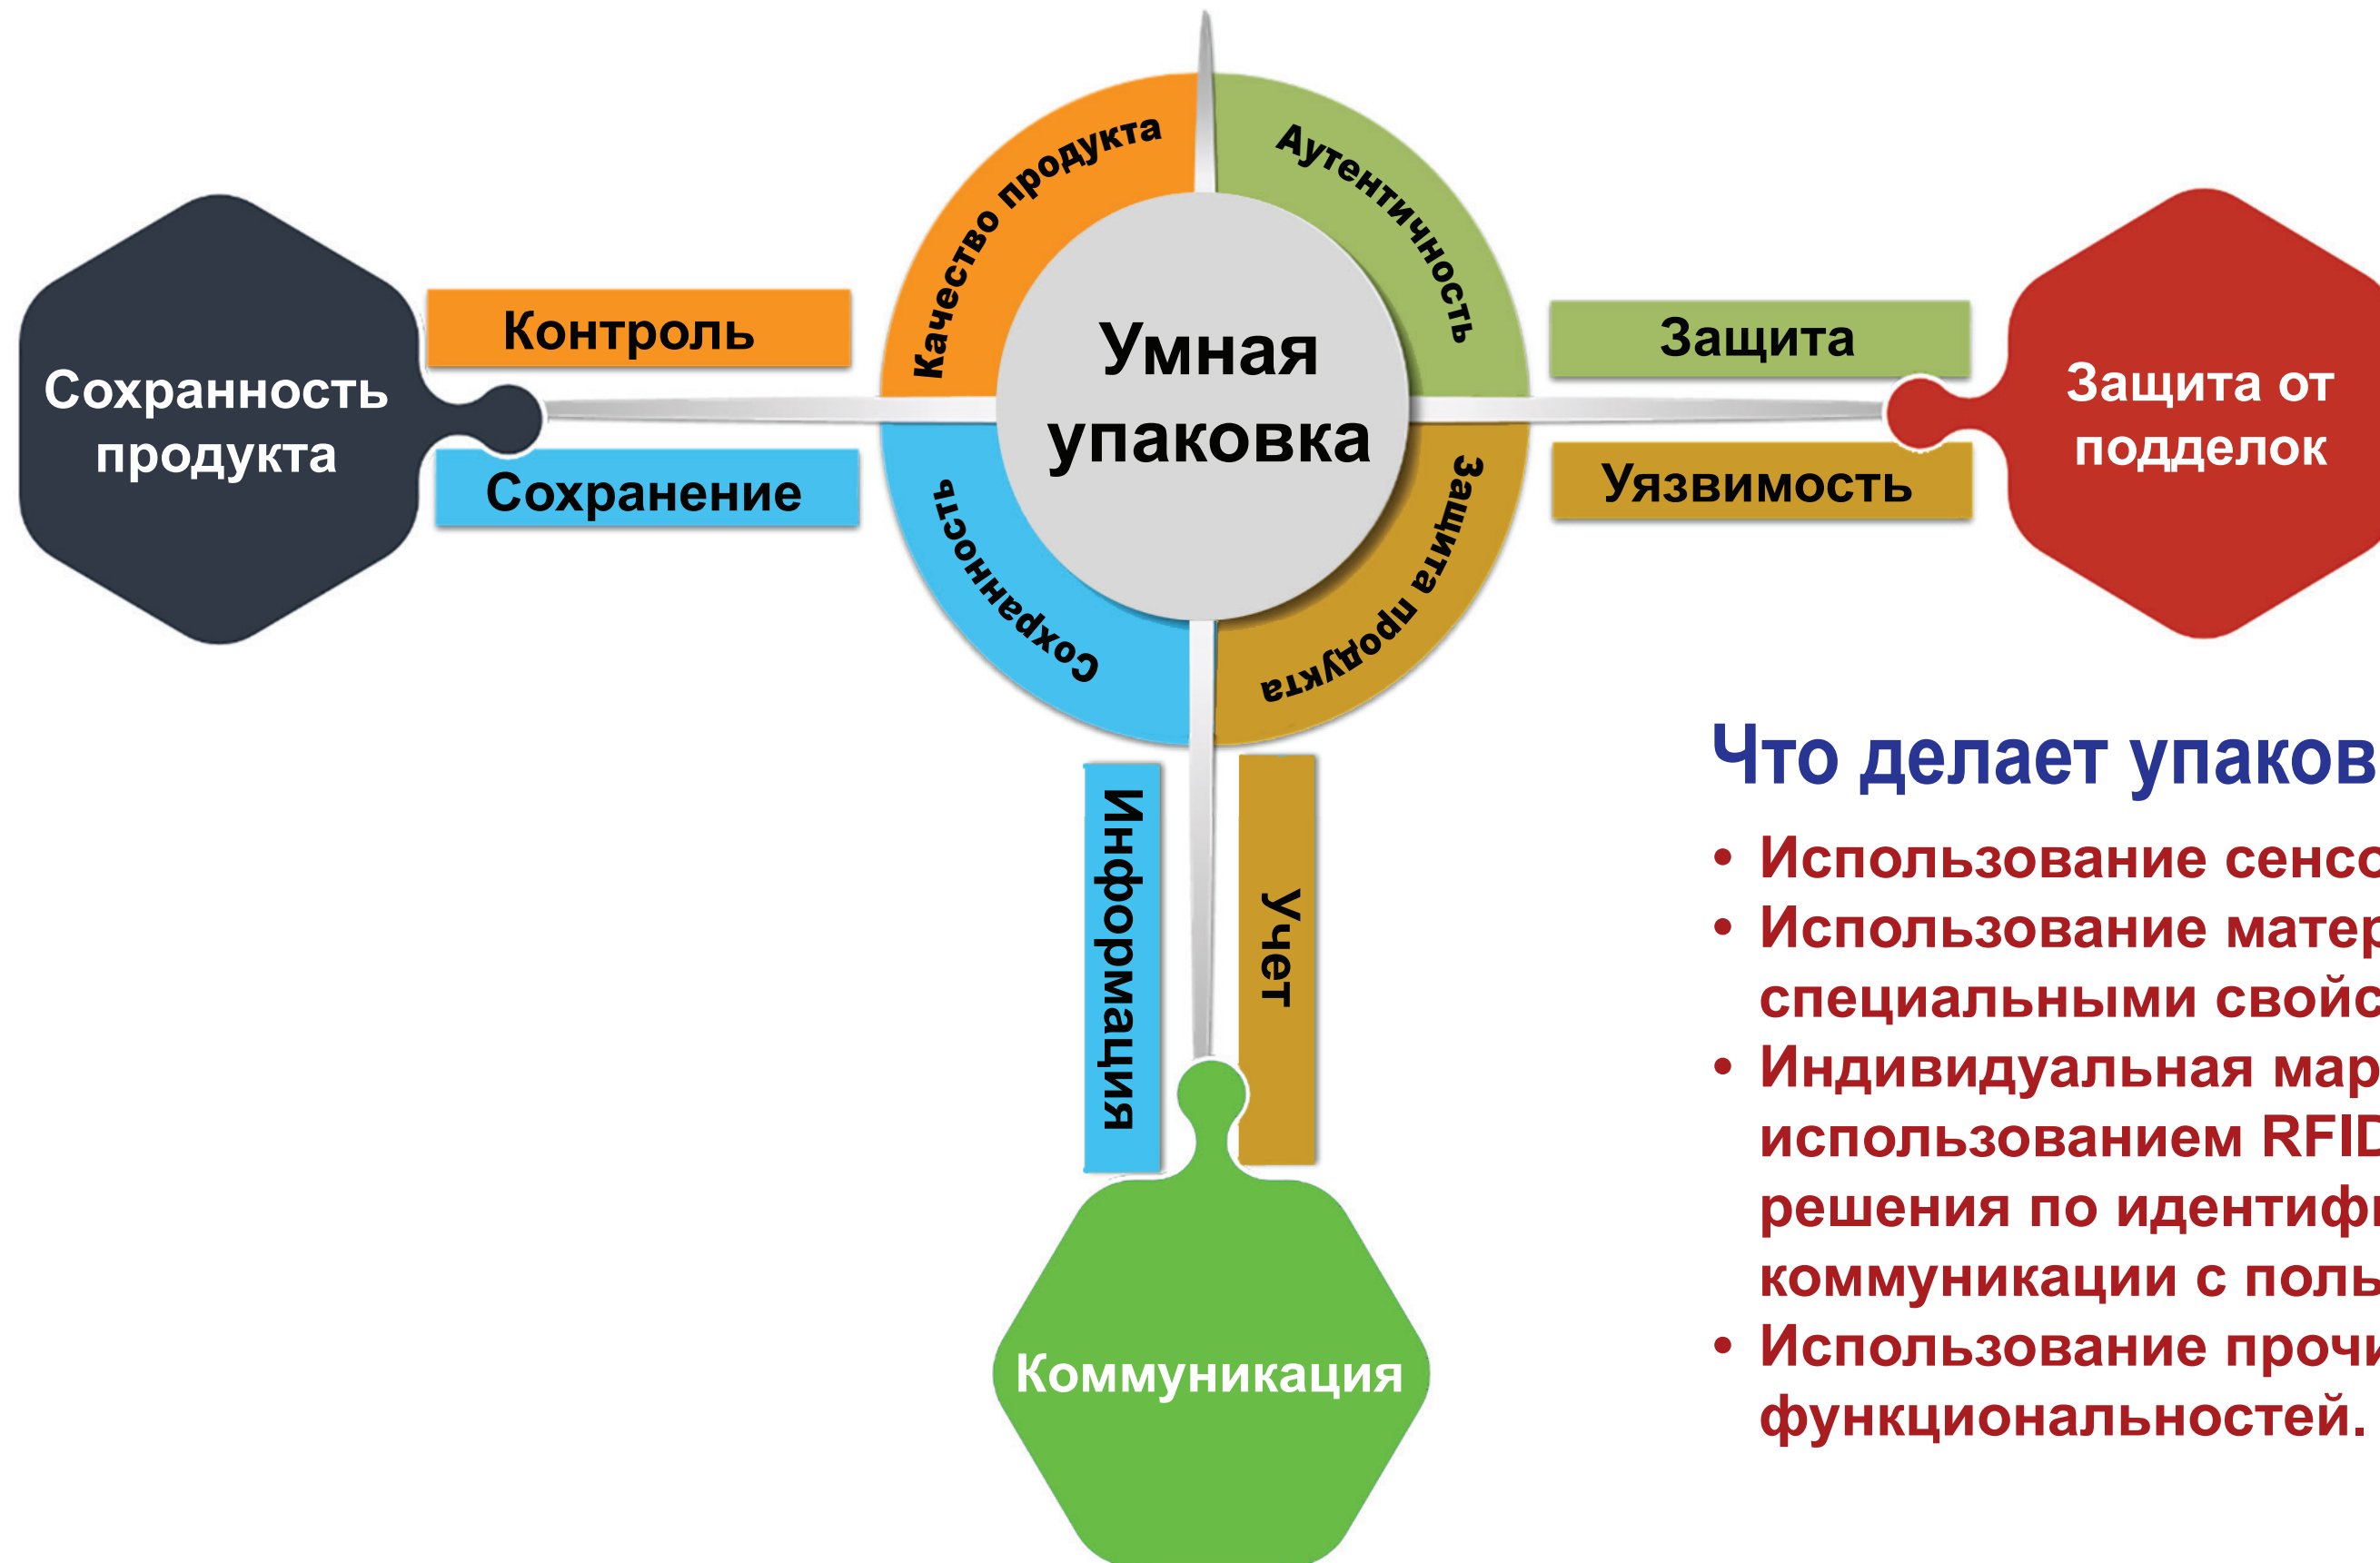 Качество продукта
Аутентичность
Контроль
Защита
Умная
упаковка
Сохранность
продукта
Защита от
подделок
Сохранение
Уязвимость
Сохранность
Защита продукта
Информация
Учет
Коммуникация
Что делает упаков
• Использование сенсо
• Использование матер
специальными свойс
• Индивидуальная мар
использованием RFID
решения по идентиф
коммуникации с поль
• Использование прочи
функциональностей.